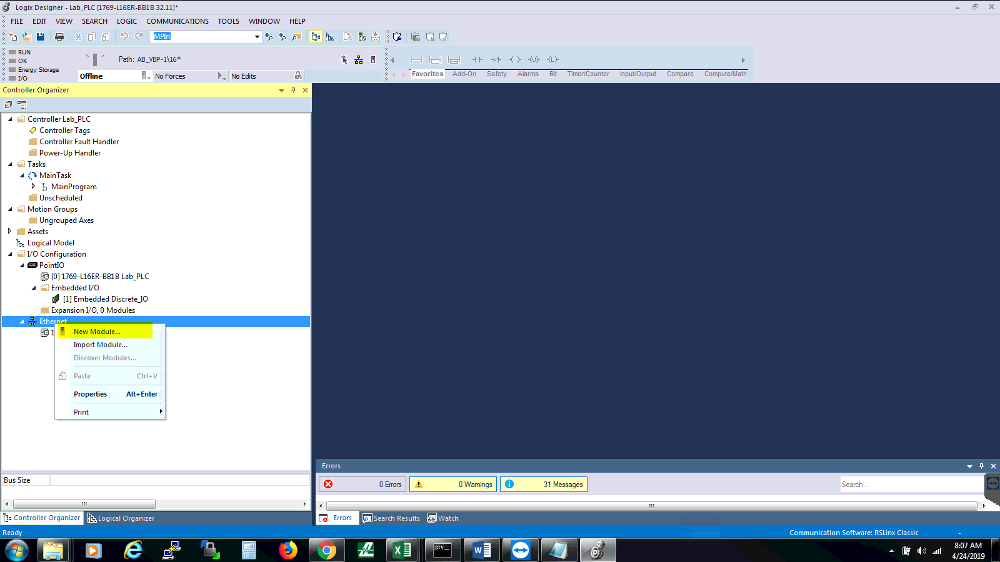 Logix Designer - Lab_PLC [1769-L16ER-BB1B 32.11]*
FILE EDIT VIEW SEARCH LOGIC COMMUNICATIONS TOOLS WINDOW HELP
MPIn
RUN
OK
Energy Storage
I/O
Path: AB_VBP-1\16*
Offline
No Forces
No Edits
(U) (L)
Favorites Add-On Safety Alarms Bit Timer/Counter Input/Output Compare Compute/Math
Controller Organizer
Controller Lab_PLC
Controller Tags
Controller Fault Handler
Power-Up Handler
Tasks
MainTask
MainProgram
Unscheduled
Motion Groups
Ungrouped Axes
Assets
Logical Model
I/O Configuration
PointIO
[0] 1769-L16ER-BB1B Lab_PLC
Embedded I/O
[1] Embedded Discrete_IO
Expansion I/O, 0 Modules
Ethernet
1
New Module...
Import Module...
Discover Modules...
Paste Ctrl+V
Properties Alt+Enter
Print
Bus Size
Controller Organizer Logical Organizer
Errors
0 Errors 0 Warnings 31 Messages
Search...
Errors Search Results Watch
Ready
Communication Software: RSLinx Classic
8:07 AM
4/24/2019